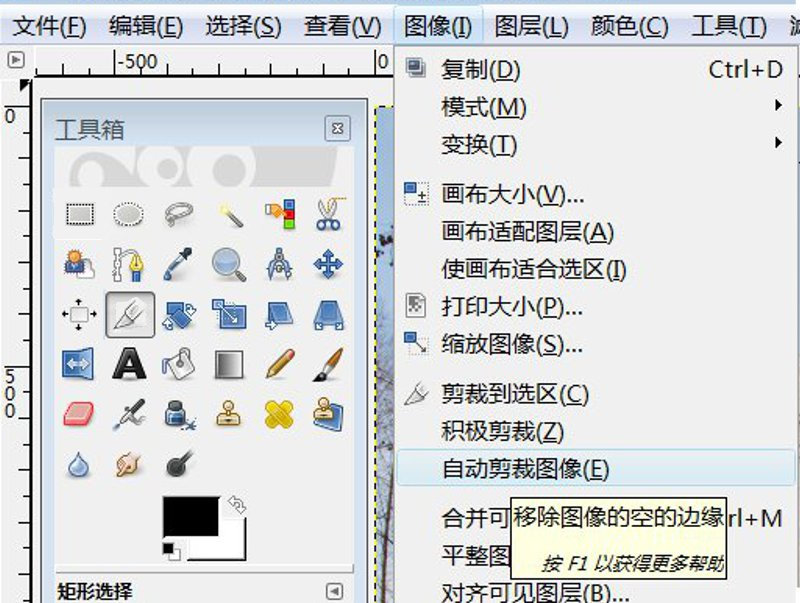 文件(F) 编辑(E) 选择(S) 查看(V) 图像(I) 图层(L) 颜色(C) 工具(T)
-500 0
0
500
工具箱
矩形选择
复制(D) Ctrl+D
模式(M)
变换(T)
画布大小(V)...
画布适配图层(A)
使画布适合选区(I)
打印大小(P)...
缩放图像(S)...
剪裁到选区(C)
积极剪裁(Z)
自动剪裁图像(E)
合并可 rl+M
移除图像的空的边缘
按 F1 以获得更多帮助
平整图
对齐可见图层(B)...